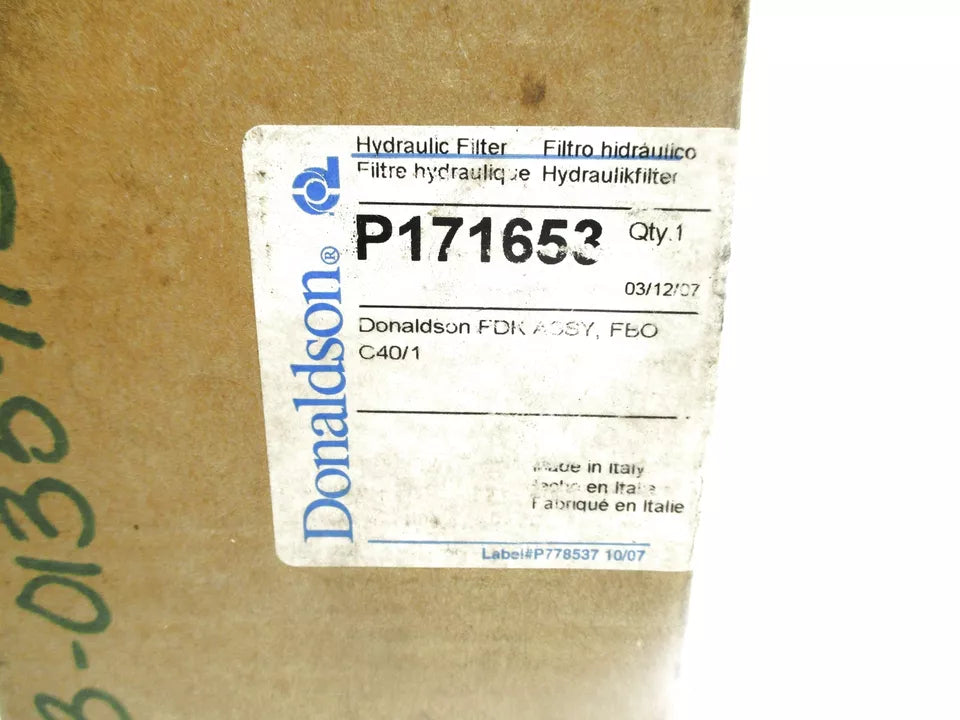 Hydraulic Filter Filtro hidráulico
Filtre hydraulique Hydraulikfilter
P171653 Qty.1
03/12/07
Donaldson FDK ASSY, FBO
C40/1
Made in Italy
en Italia
Fabriqué en Italie
Label#P778537 10/07
Donaldson®